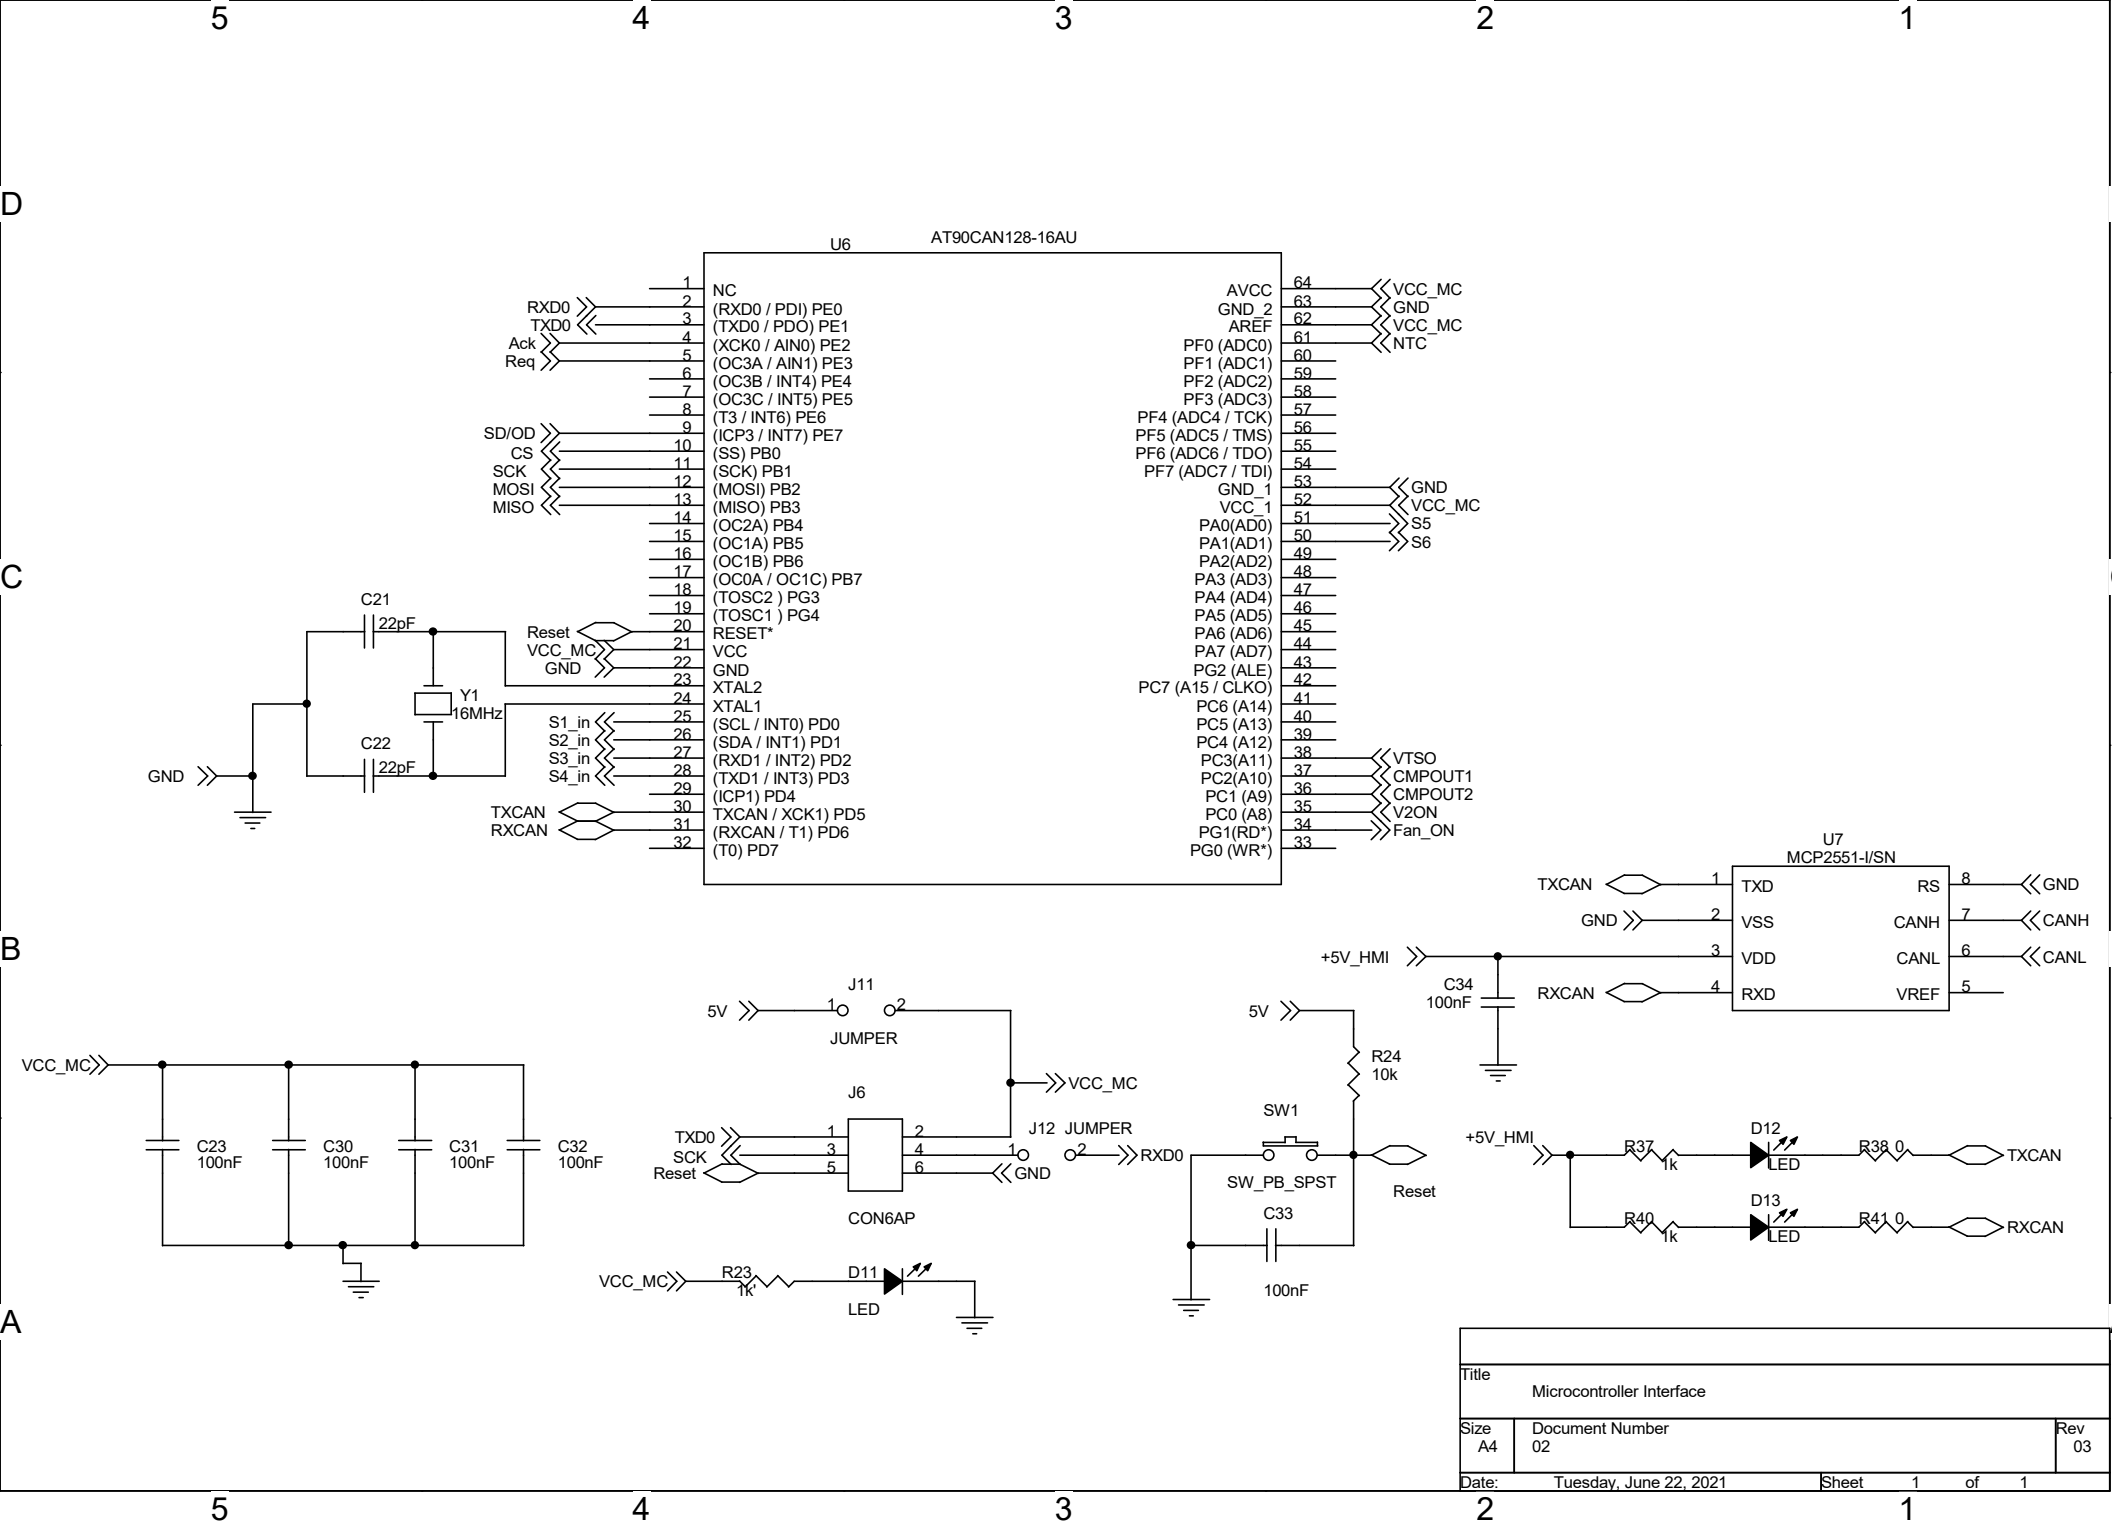 5 4 3 2 1
D
C
B
A
U6
AT90CAN128-16AU
RXD0
TXD0
Ack
Req
SD/OD
CS
SCK
MOSI
MISO
Reset
VCC_MC
GND
S1_in
S2_in
S3_in
S4_in
TXCAN
RXCAN
1 NC
2 (RXD0 / PDI) PE0
3 (TXD0 / PDO) PE1
4 (XCK0 / AIN0) PE2
5 (OC3A / AIN1) PE3
6 (OC3B / INT4) PE4
7 (OC3C / INT5) PE5
8 (T3 / INT6) PE6
9 (ICP3 / INT7) PE7
10 (SS) PB0
11 (SCK) PB1
12 (MOSI) PB2
13 (MISO) PB3
14 (OC2A) PB4
15 (OC1A) PB5
16 (OC1B) PB6
17 (OC0A / OC1C) PB7
18 (TOSC2 ) PG3
19 (TOSC1 ) PG4
20 RESET*
21 VCC
22 GND
23 XTAL2
24 XTAL1
25 (SCL / INT0) PD0
26 (SDA / INT1) PD1
27 (RXD1 / INT2) PD2
28 (TXD1 / INT3) PD3
29 (ICP1) PD4
30 TXCAN / XCK1) PD5
31 (RXCAN / T1) PD6
32 (T0) PD7
AVCC 64 VCC_MC
GND_2 63 GND
AREF 62 VCC_MC
PF0 (ADC0) 61 NTC
PF1 (ADC1) 60
PF2 (ADC2) 59
PF3 (ADC3) 58
PF4 (ADC4 / TCK) 57
PF5 (ADC5 / TMS) 56
PF6 (ADC6 / TDO) 55
PF7 (ADC7 / TDI) 54
GND_1 53 GND
VCC_1 52 VCC_MC
PA0(AD0) 51 S5
PA1(AD1) 50 S6
PA2(AD2) 49
PA3 (AD3) 48
PA4 (AD4) 47
PA5 (AD5) 46
PA6 (AD6) 45
PA7 (AD7) 44
PG2 (ALE) 43
PC7 (A15 / CLKO) 42
PC6 (A14) 41
PC5 (A13) 40
PC4 (A12) 39
PC3(A11) 38 VTSO
PC2(A10) 37 CMPOUT1
PC1 (A9) 36 CMPOUT2
PC0 (A8) 35 V2ON
PG1(RD*) 34 Fan_ON
PG0 (WR*) 33
C21
22pF
Y1
16MHz
C22
22pF
GND
U7
MCP2551-I/SN
TXCAN 1 TXD
GND 2 VSS
+5V_HMI 3 VDD
RXCAN 4 RXD
RS 8 GND
CANH 7 CANH
CANL 6 CANL
VREF 5
C34
100nF
VCC_MC
C23
100nF
C30
100nF
C31
100nF
C32
100nF
5V
J11
1 2
JUMPER
VCC_MC
J6
TXD0 1 2
SCK 3 4
Reset 5 6 GND
J12 JUMPER
1 2 RXD0
CON6AP
VCC_MC
R23
1k
D11
LED
5V
R24
10k
SW1
SW_PB_SPST
Reset
C33
100nF
+5V_HMI
R37
1k
D12
LED
R38 0
TXCAN
R40
1k
D13
LED
R41 0
RXCAN
Title
Microcontroller Interface
Size Document Number Rev
A4 02 03
Date: Tuesday, June 22, 2021 Sheet 1 of 1
5 4 3 2 1